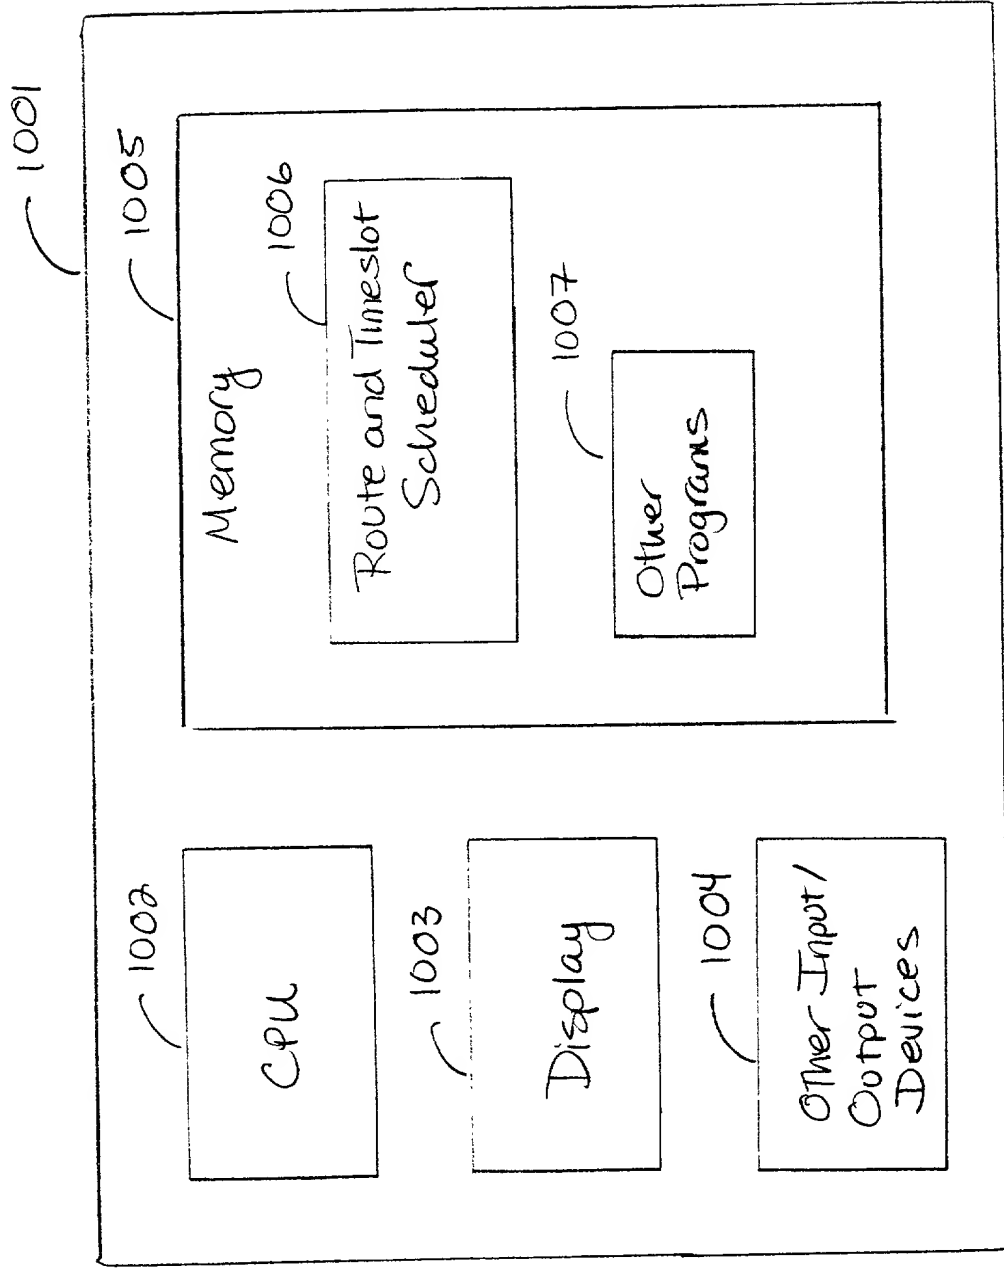 1001
1002
CPU
1003
Display
1004
Other Input/
Output
Devices
1005
Memory
1006
Route and Timeslot
Scheduler
1007
Other
Programs